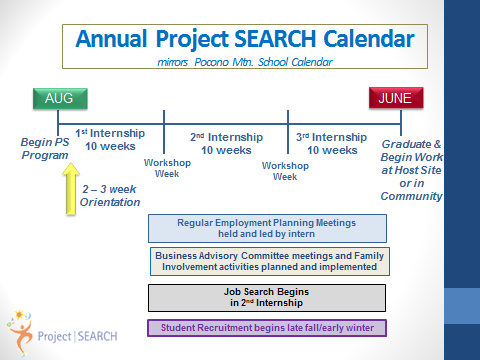 Annual Project SEARCH Calendar
mirrors Pocono Mtn. School Calendar
AUG
JUNE
1st Internship
10 weeks
2nd Internship
10 weeks
3rd Internship
10 weeks
Begin PS
Program
Workshop
Week
Workshop
Week
Graduate &
Begin Work
at Host Site
or in
Community
2 – 3 week
Orientation
Regular Employment Planning Meetings
held and led by intern
Business Advisory Committee meetings and Family
Involvement activities planned and implemented
Job Search Begins
in 2nd Internship
Student Recruitment begins late fall/early winter
Project | SEARCH